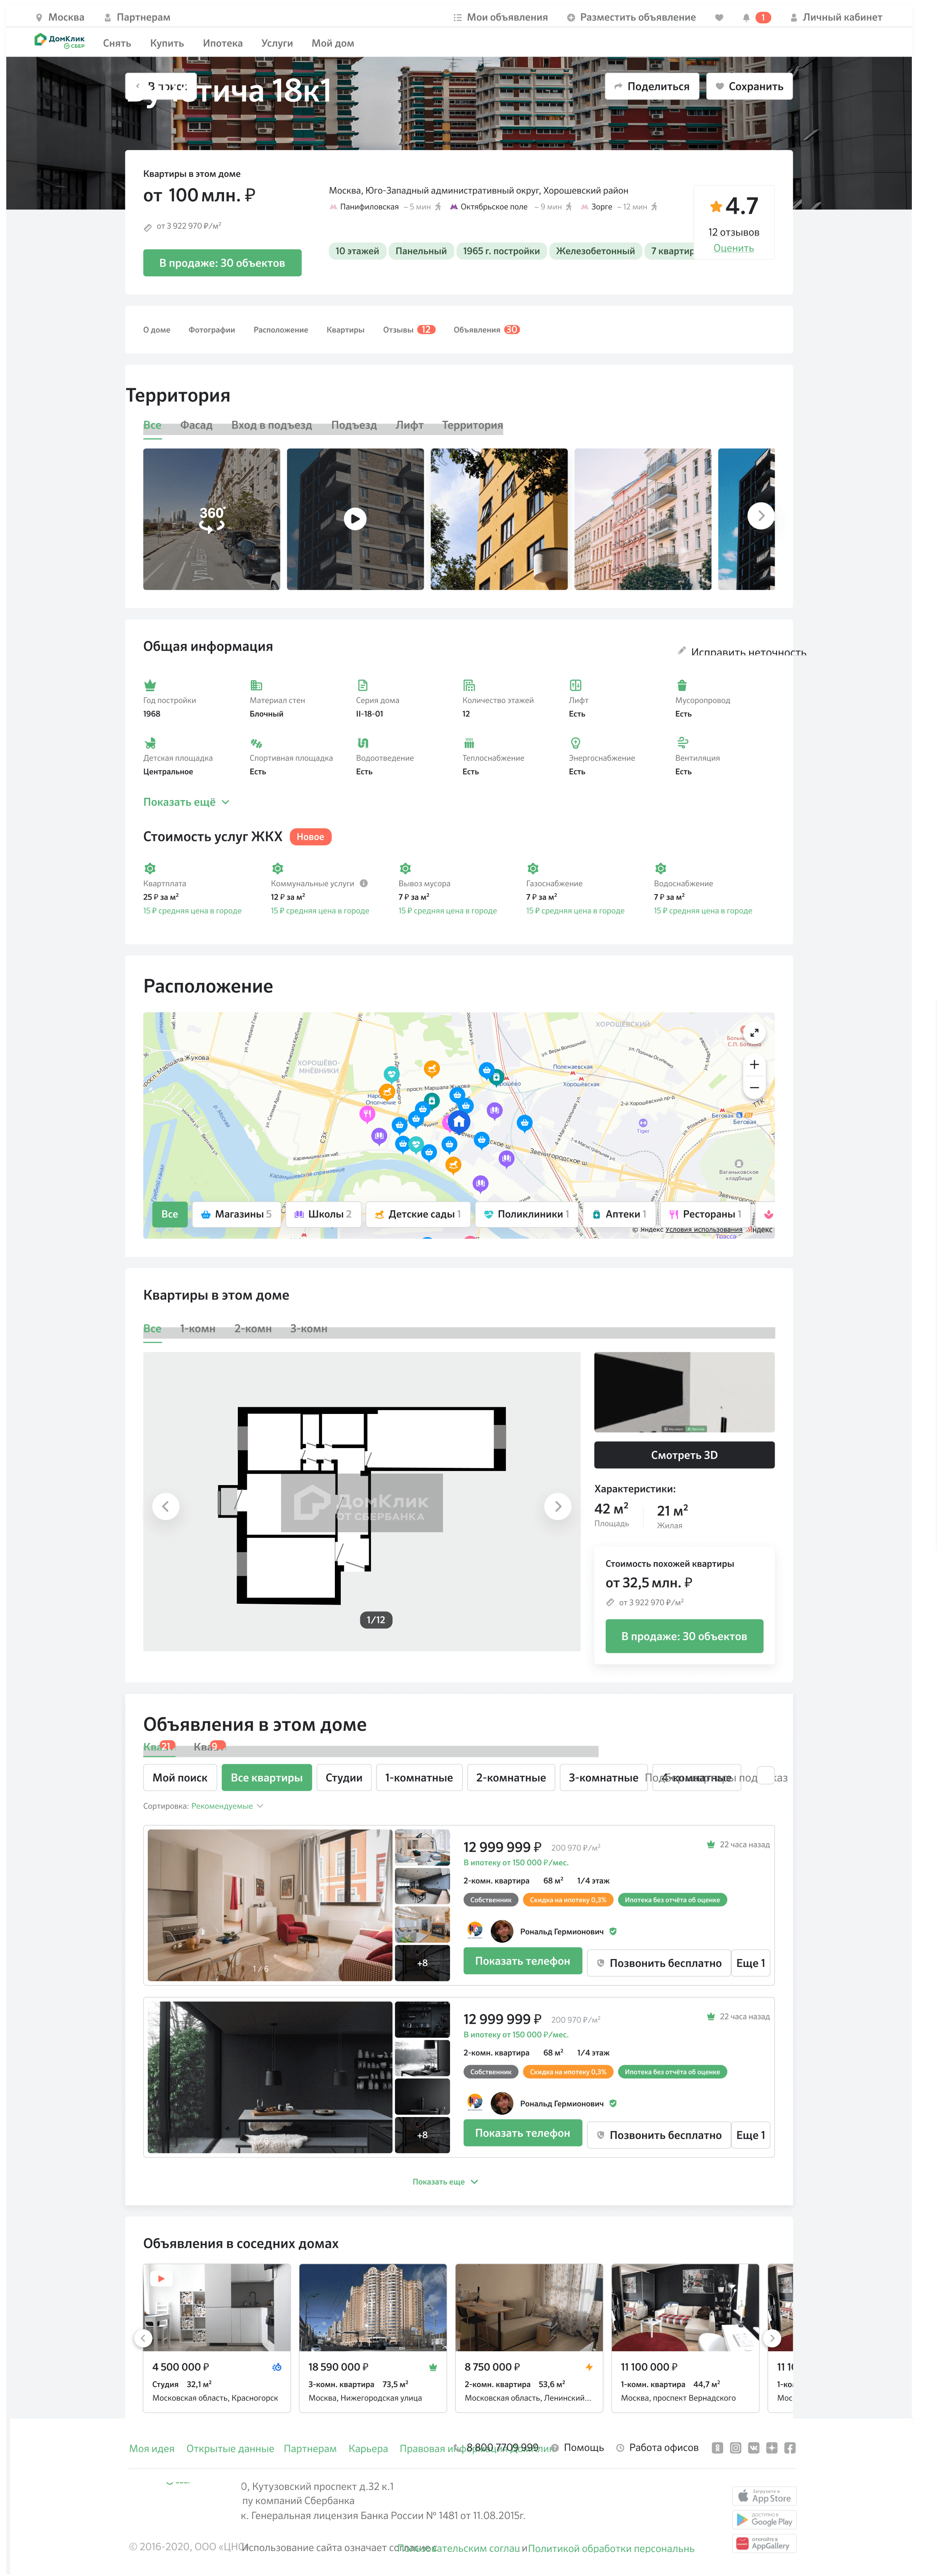 Москва
Партнерам
Мои объявления
Разместить объявление
1
Личный кабинет
ДомКлик
СБЕР
Снять
Купить
Ипотека
Услуги
Мой дом
18к1
Поделиться
Сохранить
Квартиры в этом доме
от 100 млн. ₽
от 3 922 970 ₽/м²
В продаже: 30 объектов
Москва, Юго-Западный административный округ, Хорошевский район
Панифиловская – 5 мин
Октябрьское поле – 9 мин
Зорге – 12 мин
10 этажей
Панельный
1965 г. постройки
Железобетонный
7 квартир
4.7
12 отзывов
Оценить
О доме
Фотографии
Расположение
Квартиры
Отзывы 12
Объявления 30
Территория
Все
Фасад
Вход в подъезд
Подъезд
Лифт
Территория
360°
Общая информация
Исправить неточность
Год постройки
1968
Материал стен
Блочный
Серия дома
II-18-01
Количество этажей
12
Лифт
Есть
Мусоропровод
Есть
Детская площадка
Центральное
Спортивная площадка
Есть
Водоотведение
Есть
Теплоснабжение
Есть
Энергоснабжение
Есть
Вентиляция
Есть
Показать ещё
Стоимость услуг ЖКХ
Новое
Квартплата
25 ₽ за м²
15 ₽ средняя цена в городе
Коммунальные услуги
12 ₽ за м²
15 ₽ средняя цена в городе
Вывоз мусора
7 ₽ за м²
15 ₽ средняя цена в городе
Газоснабжение
7 ₽ за м²
15 ₽ средняя цена в городе
Водоснабжение
7 ₽ за м²
15 ₽ средняя цена в городе
Расположение
ХОРОШЁВСКИЙ
ХОРОШЁВО-
МНЁВНИКИ
Полежаевская
Хорошёвская
Беговая
Беговая
ТТК
Tiger
Ваганьковское
кладбище
Звенигородское ш.
Все
Магазины 5
Школы 2
Детские сады 1
Поликлиники 1
Аптеки 1
Рестораны 1
© Яндекс Условия использования
Квартиры в этом доме
Все
1-комн
2-комн
3-комн
ДомКлик
ОТ СБЕРБАНКА
1/12
Смотреть 3D
Характеристики:
42 м²
Площадь
21 м²
Жилая
Стоимость похожей квартиры
от 32,5 млн. ₽
от 3 922 970 ₽/м²
В продаже: 30 объектов
Объявления в этом доме
21
9
Мой поиск
Все квартиры
Студии
1-комнатные
2-комнатные
3-комнатные
4-комнатные
Сортировка: Рекомендуемые
1 / 6
+8
12 999 999 ₽
200 970 ₽/м²
22 часа назад
В ипотеку от 150 000 ₽/мес.
2-комн. квартира
68 м²
1/4 этаж
Собственник
Скидка на ипотеку 0,3%
Ипотека без отчёта об оценке
Рональд Гермионович
Показать телефон
Позвонить бесплатно
Еще 1
+8
12 999 999 ₽
200 970 ₽/м²
22 часа назад
В ипотеку от 150 000 ₽/мес.
2-комн. квартира
68 м²
1/4 этаж
Собственник
Скидка на ипотеку 0,3%
Ипотека без отчёта об оценке
Рональд Гермионович
Показать телефон
Позвонить бесплатно
Еще 1
Показать еще
Объявления в соседних домах
4 500 000 ₽
Студия 32,1 м²
Московская область, Красногорск
18 590 000 ₽
3-комн. квартира 73,5 м²
Москва, Нижегородская улица
8 750 000 ₽
2-комн. квартира 53,6 м²
Московская область, Ленинский...
11 100 000 ₽
1-комн. квартира 44,7 м²
Москва, проспект Вернадского
Моя идея
Открытые данные
Партнерам
Карьера
Правовая
8 800 7709 999
Помощь
Работа офисов
0, Кутузовский проспект д.32 к.1
пу компаний Сбербанка
к. Генеральная лицензия Банка России № 1481 от 11.08.2015г.
© 2016–2020, ООО «ЦНС
Использование сайта означает
и Политикой обработки персональнь
Загрузите в
App Store
ДОСТУПНО В
Google Play
ОТКРОЙТЕ В
AppGallery